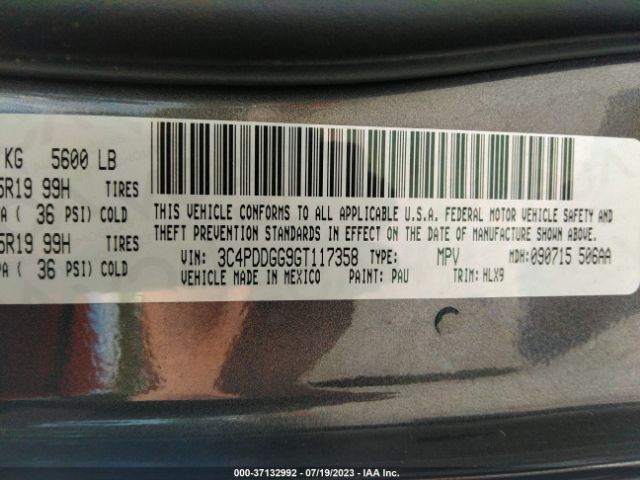 KG 5600 LB
5R19 99H TIRES
PA ( 36 PSI) COLD
5R19 99H TIRES
PA ( 36 PSI) COLD
THIS VEHICLE CONFORMS TO ALL APPLICABLE U.S.A. FEDERAL MOTOR VEHICLE SAFETY AND
THEFT PREVENTION STANDARDS IN EFFECT ON THE DATE OF MANUFACTURE SHOWN ABOVE.
VIN: 3C4PDDGG9GT117358 TYPE: MPV MDH: 090715 506AA
VEHICLE MADE IN MEXICO PAINT: PAU TRIM: HLX9
000-37132992 - 07/19/2023 - IAA Inc.